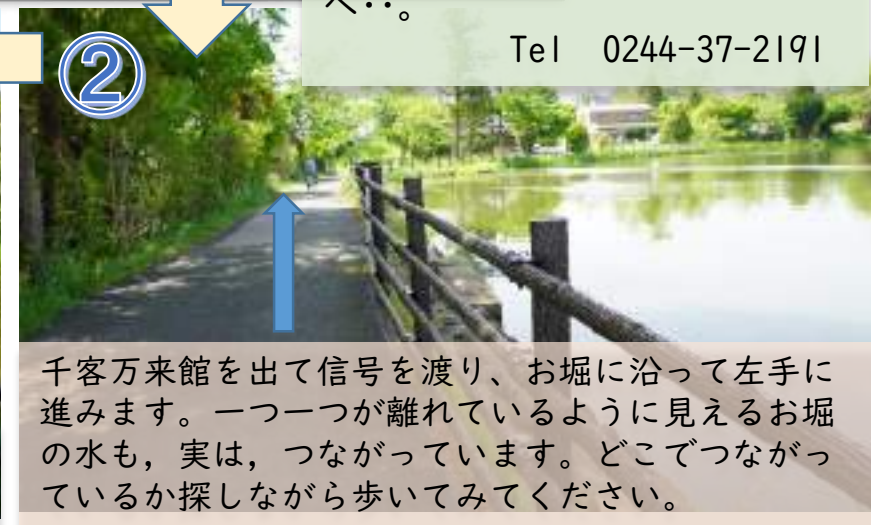 へ・・。
Tel 0244-37-2191
②
千客万来館を出て信号を渡り、お堀に沿って左手に
進みます。一つ一つが離れているように見えるお堀
の水も，実は，つながっています。どこでつながっ
ているか探しながら歩いてみてください。